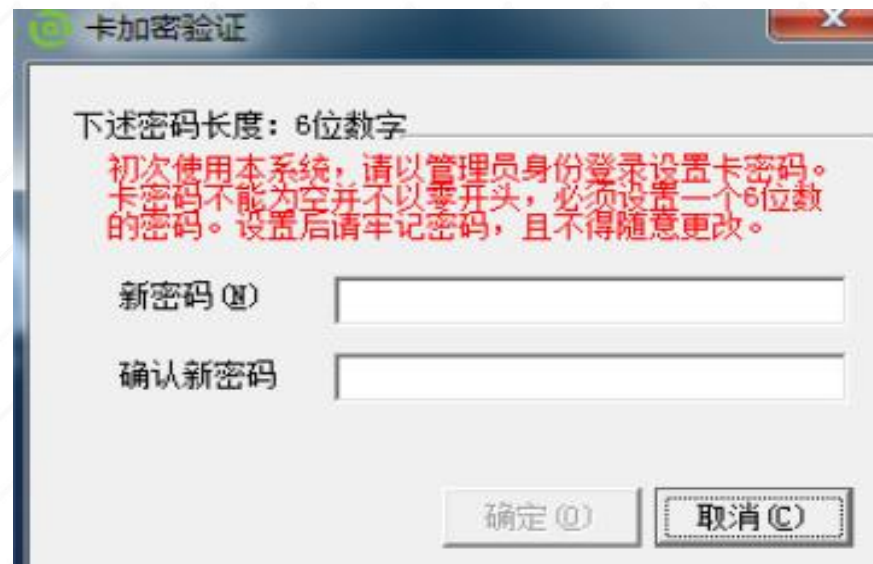 卡加密验证
下述密码长度：6位数字
初次使用本系统，请以管理员身份登录设置卡密码。
卡密码不能为空并不以零开头，必须设置一个6位数
的密码。设置后请牢记密码，且不得随意更改。
新密码(N)
确认新密码
确定(O) 取消(C)